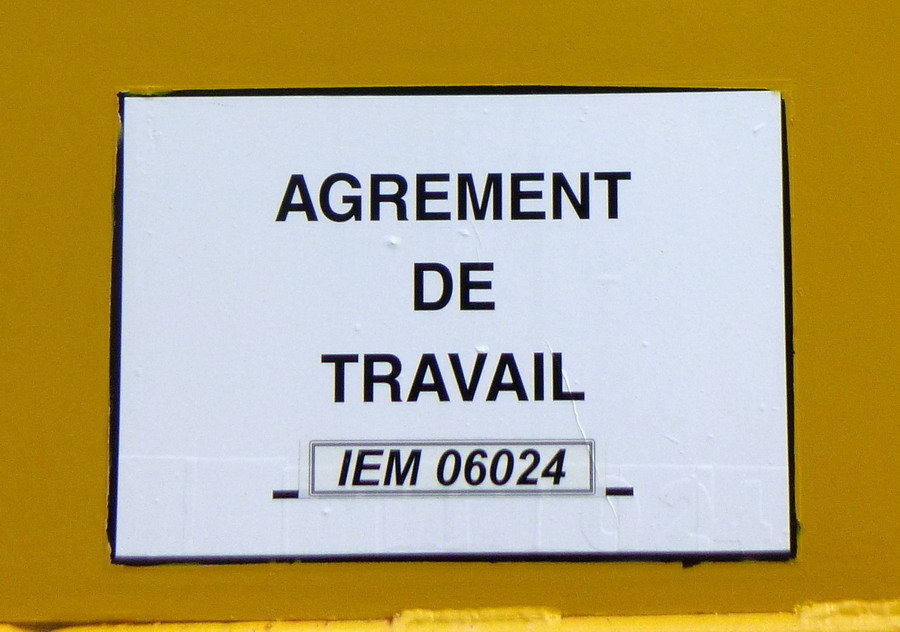 AGREMENT
DE
TRAVAIL
IEM 06024